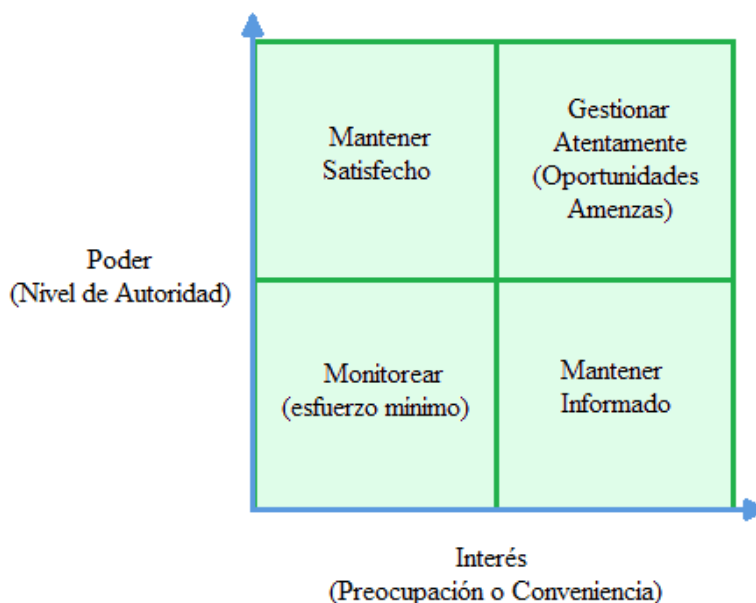 Mantener
Satisfecho
Gestionar
Atentamente
(Oportunidades
Amenzas)
Poder
(Nivel de Autoridad)
Monitorear
(esfuerzo mínimo)
Mantener
Informado
Interés
(Preocupación o Conveniencia)